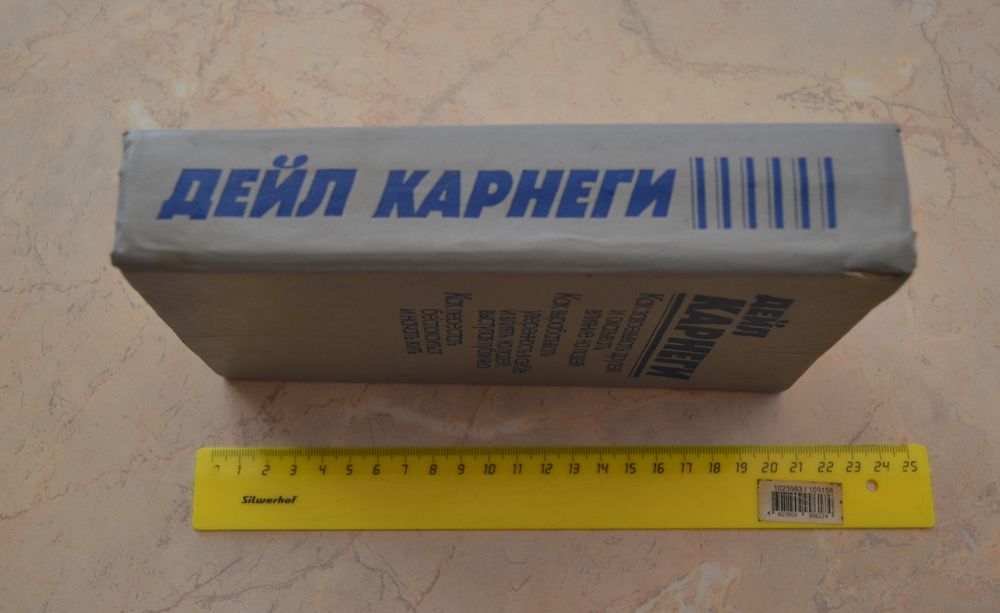 ДЕЙЛ КАРНЕГИ
ДЕЙЛ
КАРНЕГИ
Как завоевывать друзей
и оказывать
влияние на людей
Как вырабатывать
уверенность в себе
и влиять на людей,
выступая публично
Как перестать
беспокоиться
и начать жить
1 2 3 4 5 6 7 8 9 10 11 12 13 14 15 16 17 18 19 20 21 22 23 24 25
Silwerhof
1023983 / 159158